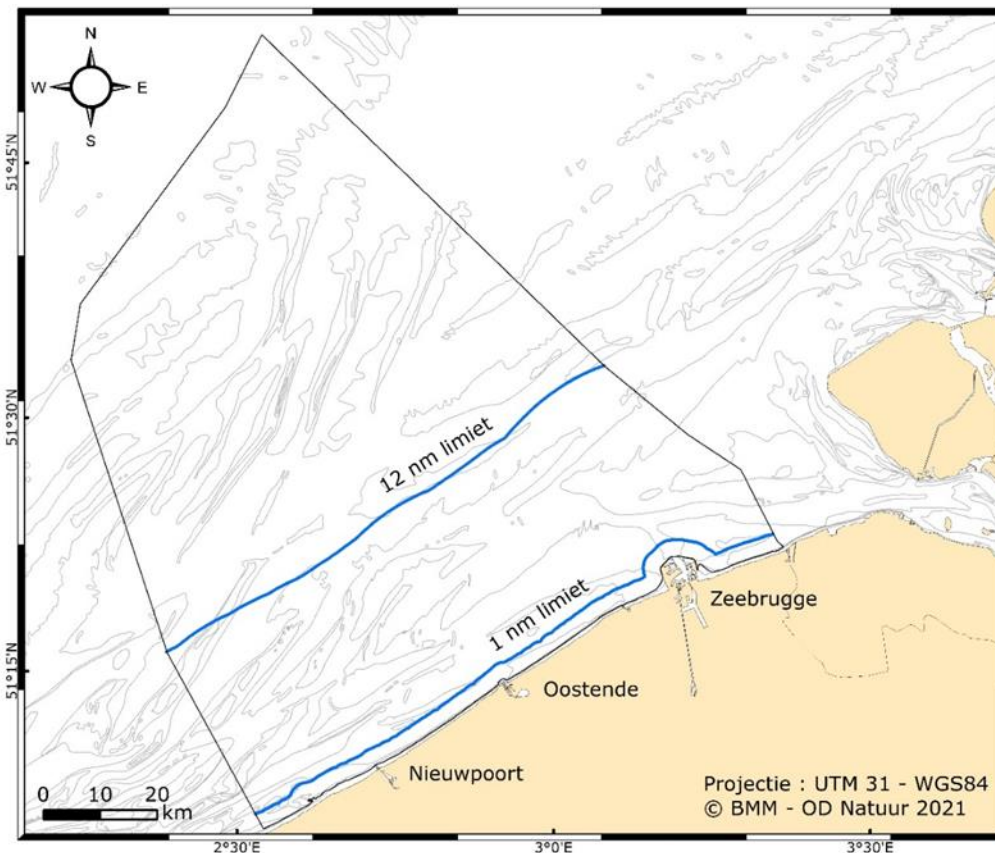 N
W E
S
51°45'N
51°30'N
51°15'N
12 nm limiet
1 nm limiet
Zeebrugge
Oostende
Nieuwpoort
0 10 20
km
Projectie : UTM 31 - WGS84
© BMM - OD Natuur 2021
2°30'E 3°0'E 3°30'E